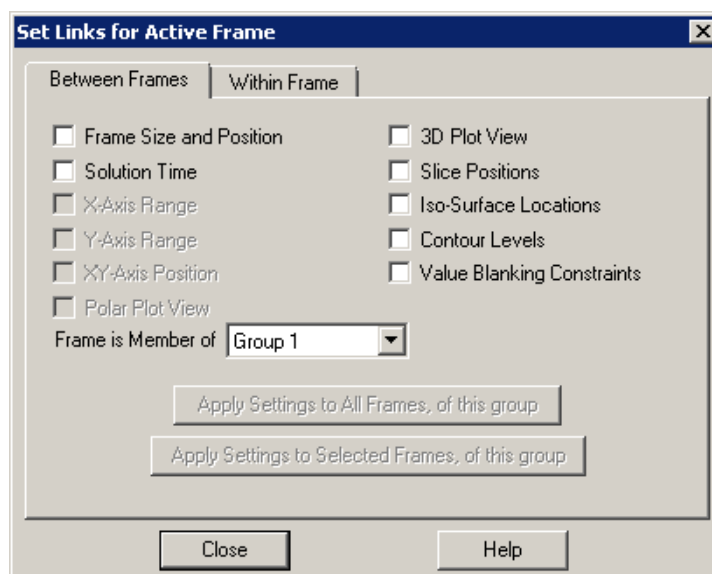 Set Links for Active Frame
Between Frames
Within Frame
Frame Size and Position
Solution Time
X-Axis Range
Y-Axis Range
XY-Axis Position
Polar Plot View
3D Plot View
Slice Positions
Iso-Surface Locations
Contour Levels
Value Blanking Constraints
Frame is Member of Group 1
Apply Settings to All Frames, of this group
Apply Settings to Selected Frames, of this group
Close
Help